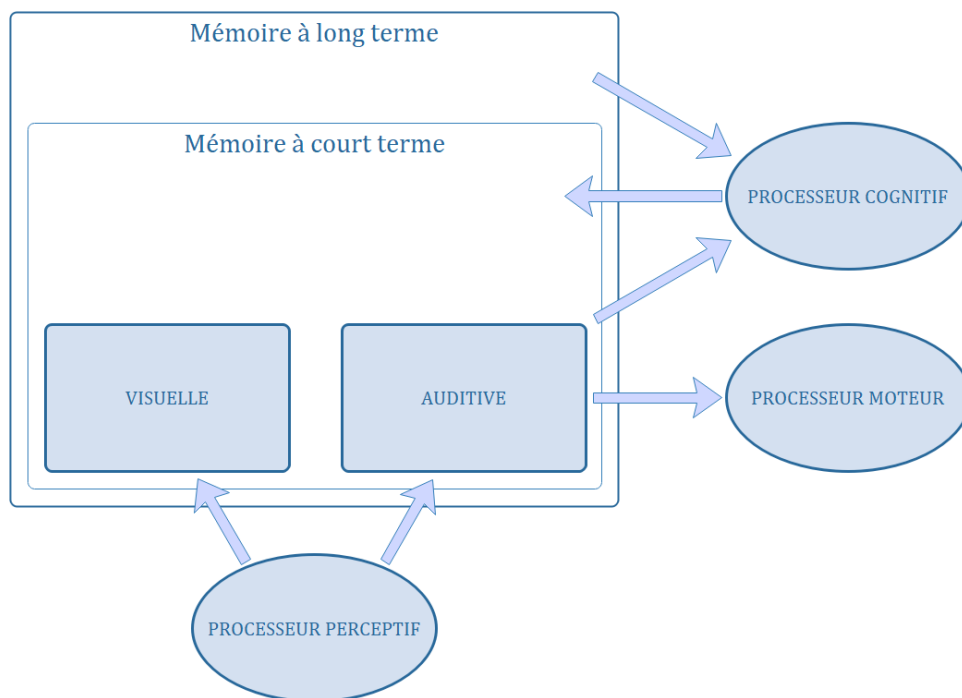 Mémoire à long terme
Mémoire à court terme
PROCESSEUR COGNITIF
VISUELLE
AUDITIVE
PROCESSEUR MOTEUR
PROCESSEUR PERCEPTIF